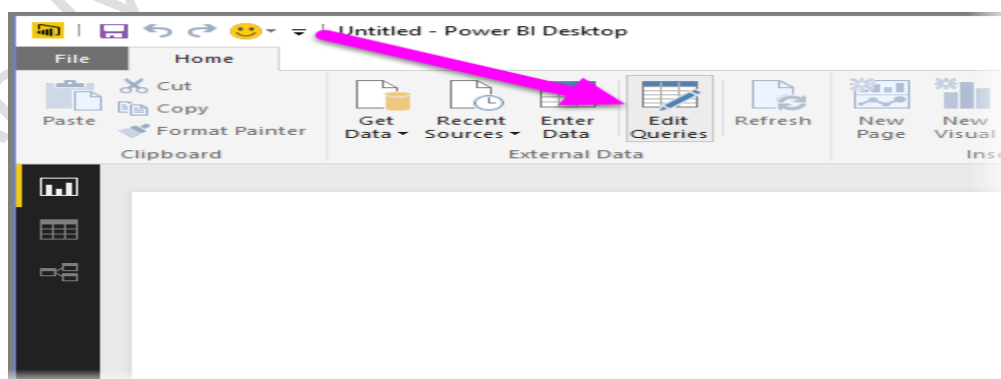 Untitled - Power BI Desktop
File Home
Paste Cut Copy Format Painter
Get Data Recent Sources Enter Data Edit Queries Refresh New Page New Visual
Clipboard External Data